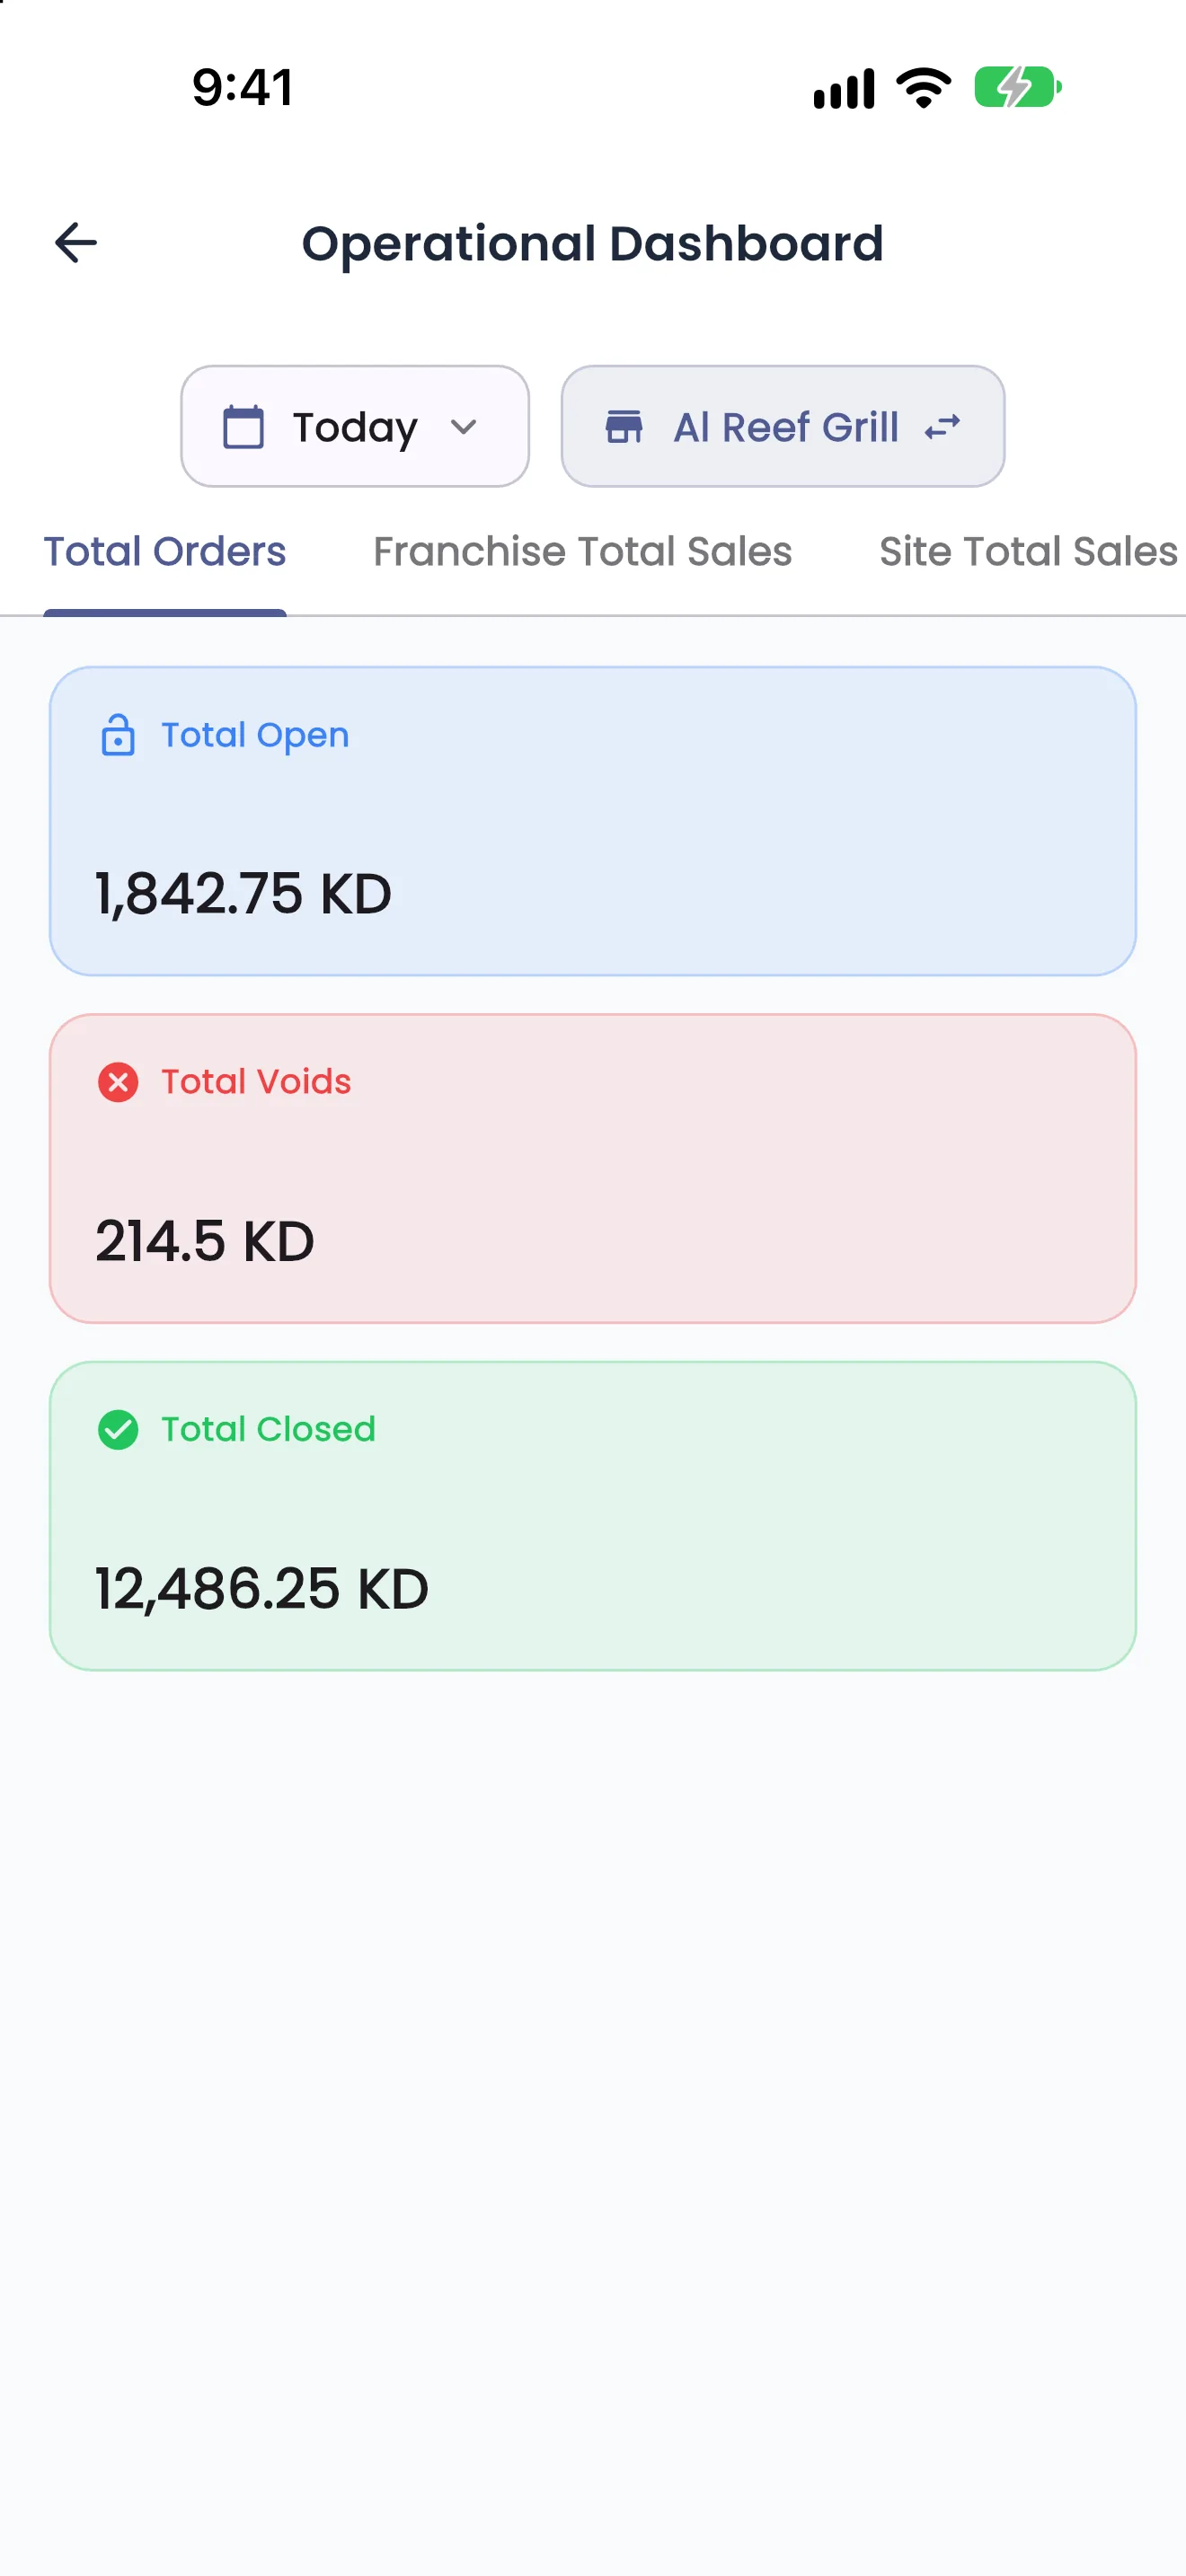 9:41
Operational Dashboard
Today
Al Reef Grill
Total Orders Franchise Total Sales Site Total Sales
Total Open
1,842.75 KD
Total Voids
214.5 KD
Total Closed
12,486.25 KD